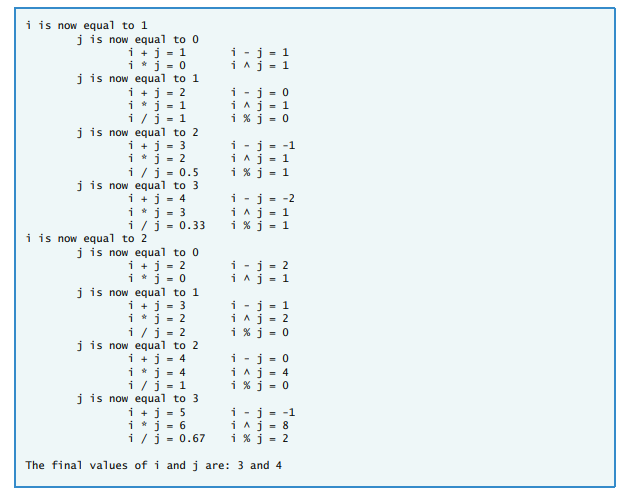 i is now equal to 1
j is now equal to 0
i + j = 1 i - j = 1
i * j = 0 i ^ j = 1
j is now equal to 1
i + j = 2 i - j = 0
i * j = 1 i ^ j = 1
i / j = 1 i % j = 0
j is now equal to 2
i + j = 3 i - j = -1
i * j = 2 i ^ j = 1
i / j = 0.5 i % j = 1
j is now equal to 3
i + j = 4 i - j = -2
i * j = 3 i ^ j = 1
i / j = 0.33 i % j = 1
i is now equal to 2
j is now equal to 0
i + j = 2 i - j = 2
i * j = 0 i ^ j = 1
j is now equal to 1
i + j = 3 i - j = 1
i * j = 2 i ^ j = 2
i / j = 2 i % j = 0
j is now equal to 2
i + j = 4 i - j = 0
i * j = 4 i ^ j = 4
i / j = 1 i % j = 0
j is now equal to 3
i + j = 5 i - j = -1
i * j = 6 i ^ j = 8
i / j = 0.67 i % j = 2
The final values of i and j are: 3 and 4